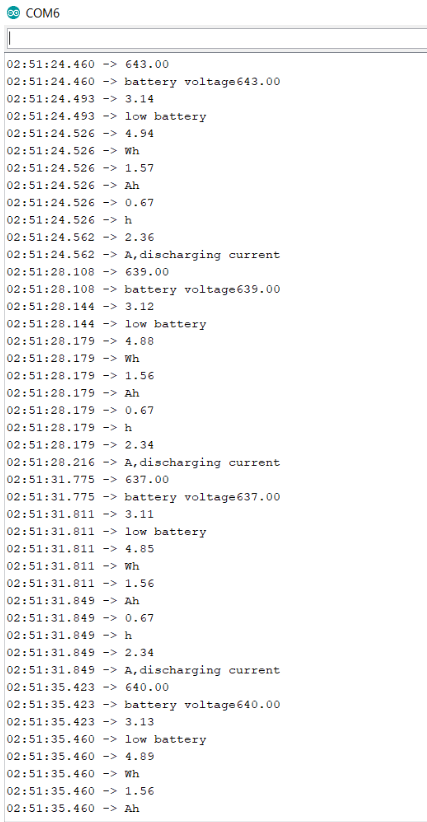 COM6
02:51:24.460 -> 643.00
02:51:24.460 -> battery voltage643.00
02:51:24.493 -> 3.14
02:51:24.493 -> low battery
02:51:24.526 -> 4.94
02:51:24.526 -> Wh
02:51:24.526 -> 1.57
02:51:24.526 -> Ah
02:51:24.526 -> 0.67
02:51:24.526 -> h
02:51:24.562 -> 2.36
02:51:24.562 -> A,discharging current
02:51:28.108 -> 639.00
02:51:28.108 -> battery voltage639.00
02:51:28.144 -> 3.12
02:51:28.144 -> low battery
02:51:28.179 -> 4.88
02:51:28.179 -> Wh
02:51:28.179 -> 1.56
02:51:28.179 -> Ah
02:51:28.179 -> 0.67
02:51:28.179 -> h
02:51:28.179 -> 2.34
02:51:28.216 -> A,discharging current
02:51:31.775 -> 637.00
02:51:31.775 -> battery voltage637.00
02:51:31.811 -> 3.11
02:51:31.811 -> low battery
02:51:31.811 -> 4.85
02:51:31.811 -> Wh
02:51:31.811 -> 1.56
02:51:31.849 -> Ah
02:51:31.849 -> 0.67
02:51:31.849 -> h
02:51:31.849 -> 2.34
02:51:31.849 -> A,discharging current
02:51:35.423 -> 640.00
02:51:35.423 -> battery voltage640.00
02:51:35.423 -> 3.13
02:51:35.460 -> low battery
02:51:35.460 -> 4.89
02:51:35.460 -> Wh
02:51:35.460 -> 1.56
02:51:35.460 -> Ah